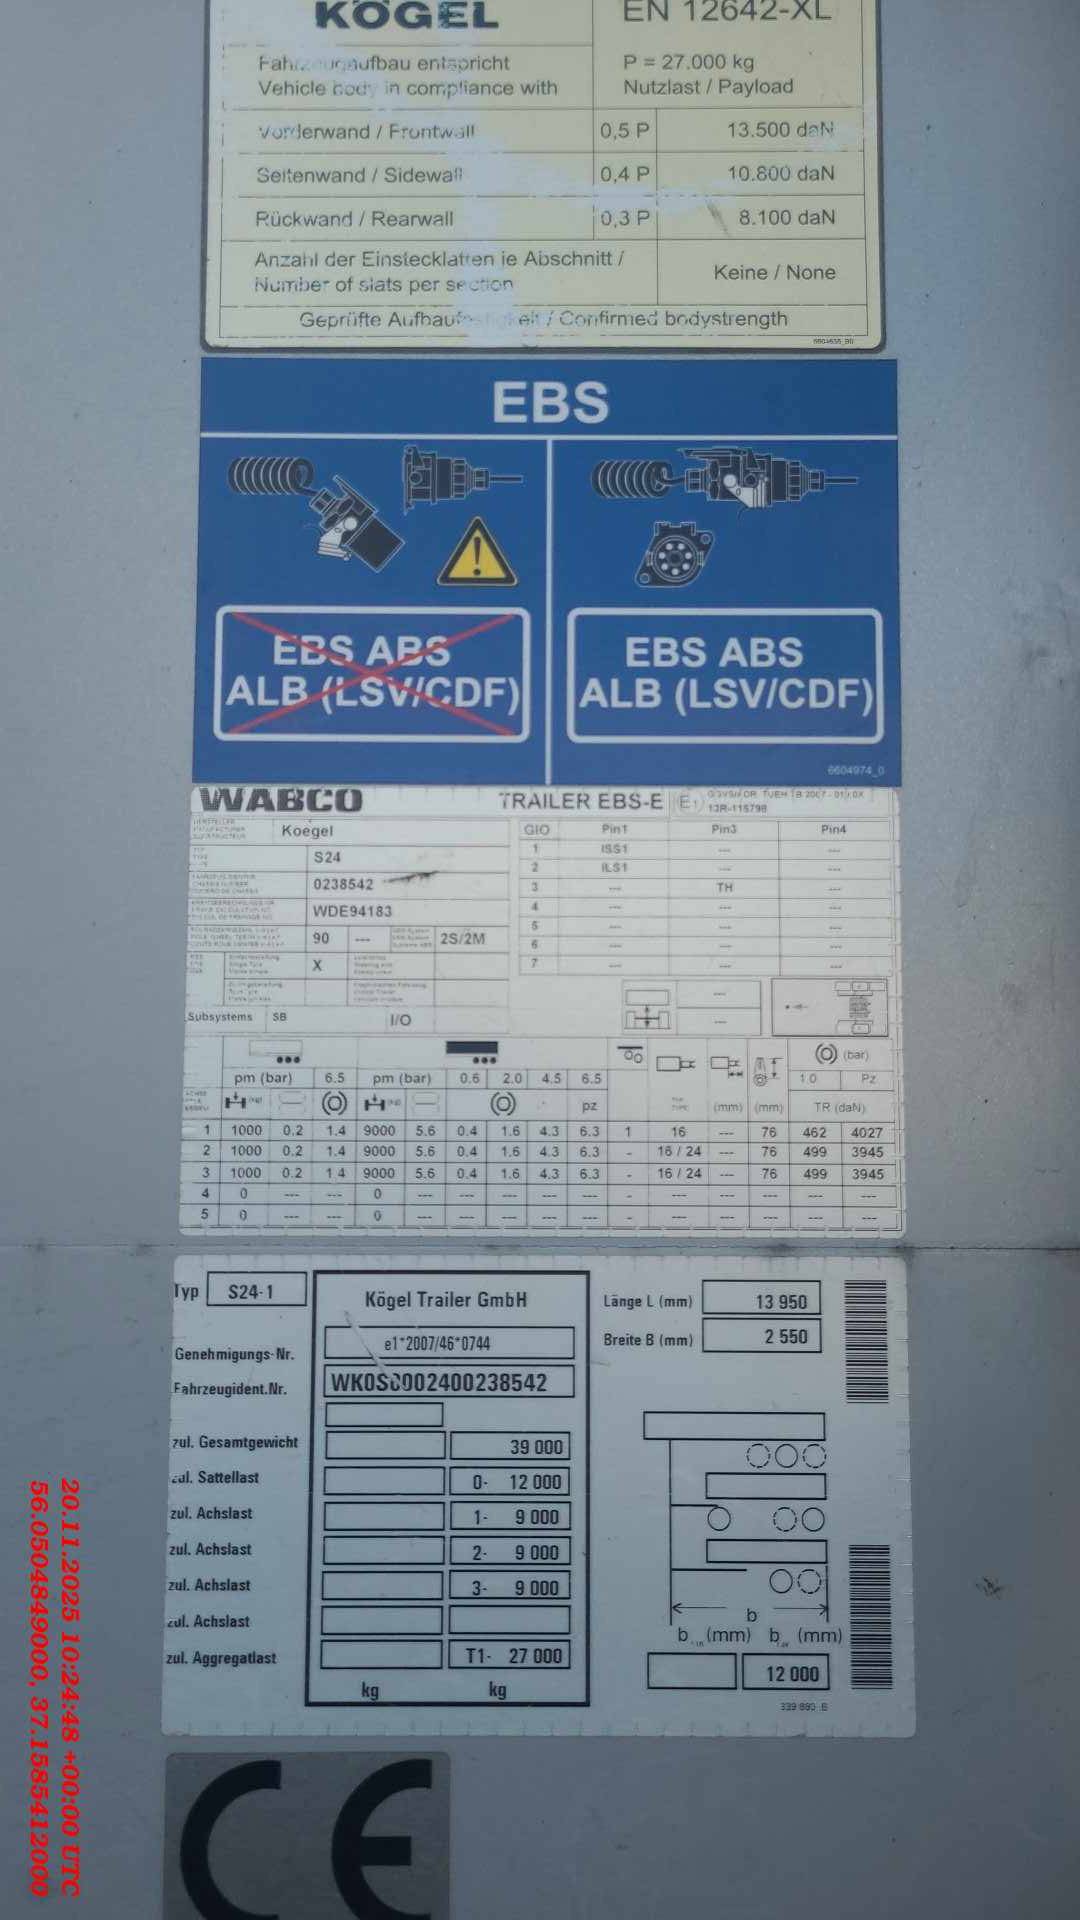 KÖGEL
EN 12642-XL
Fahrzeugaufbau entspricht
Vehicle body in compliance with
P = 27.000 kg
Nutzlast / Payload
Vorderwand / Frontwall 0,5 P 13.500 daN
Seitenwand / Sidewall 0,4 P 10.800 daN
Rückwand / Rearwall 0,3 P 8.100 daN
Anzahl der Einstecklatten je Abschnitt /
Number of slats per section
Keine / None
Geprüfte Aufbaufestigkeit / Confirmed bodystrength
EBS
EBS ABS
ALB (LSV/CDF)
EBS ABS
ALB (LSV/CDF)
6604974_0
WABCO TRAILER EBS-E E1
13R-115798
Koegel
S24
0238542
WDE94183
90 --- 2S/2M
X
Subsystems SB I/O
GIO Pin1 Pin3 Pin4
1 ISS1 --- ---
2 ILS1 --- ---
3 --- TH ---
4 --- --- ---
5 --- --- ---
6 --- --- ---
7 --- --- ---
---
---
(bar)
pm (bar) 6.5 pm (bar) 0.6 2.0 4.5 6.5 1.0 Pz
pz (mm) (mm) TR (daN)
1 1000 0.2 1.4 9000 5.6 0.4 1.6 4.3 6.3 1 16 --- 76 462 4027
2 1000 0.2 1.4 9000 5.6 0.4 1.6 4.3 6.3 - 16 / 24 --- 76 499 3945
3 1000 0.2 1 4 9000 5.6 0.4 1.6 4.3 6.3 - 16 / 24 --- 76 499 3945
4 0 --- --- 0 --- --- --- --- --- - --- --- --- --- ---
5 0 --- --- 0 --- --- --- --- --- - --- --- --- --- ---
Typ S24-1
Kögel Trailer GmbH
Länge L (mm) 13 950
Breite B (mm) 2 550
Genehmigungs-Nr. e1*2007/46*0744
Fahrzeugident.Nr. WK0S0002400238542
zul. Gesamtgewicht 39 000
zul. Sattellast 0- 12 000
zul. Achslast 1- 9 000
zul. Achslast 2- 9 000
zul. Achslast 3- 9 000
zul. Achslast
zul. Aggregatlast T1- 27 000
kg kg
b
b (mm) b (mm)
12 000
CE
20.11.2025 10:24:48 +00:00 UTC
56.0504849000, 37.1585412000